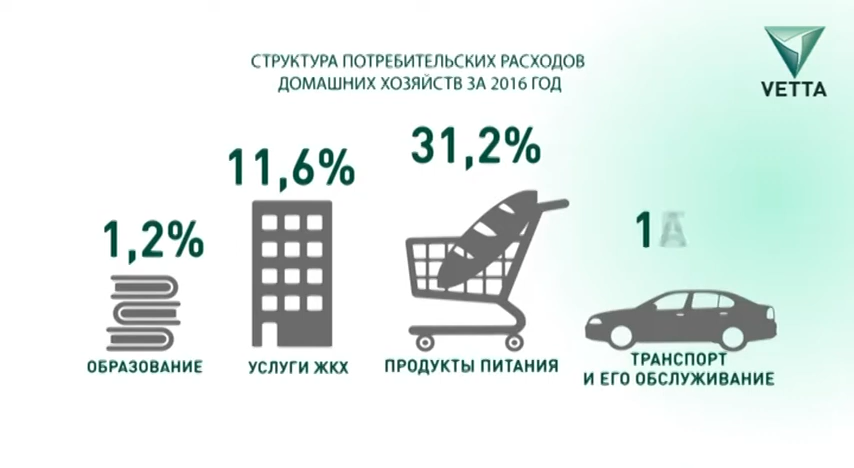 СТРУКТУРА ПОТРЕБИТЕЛЬСКИХ РАСХОДОВ
ДОМАШНИХ ХОЗЯЙСТВ ЗА 2016 ГОД
VETTA
1,2%
11,6%
31,2%
1
ОБРАЗОВАНИЕ
УСЛУГИ ЖКХ
ПРОДУКТЫ ПИТАНИЯ
ТРАНСПОРТ
И ЕГО ОБСЛУЖИВАНИЕ